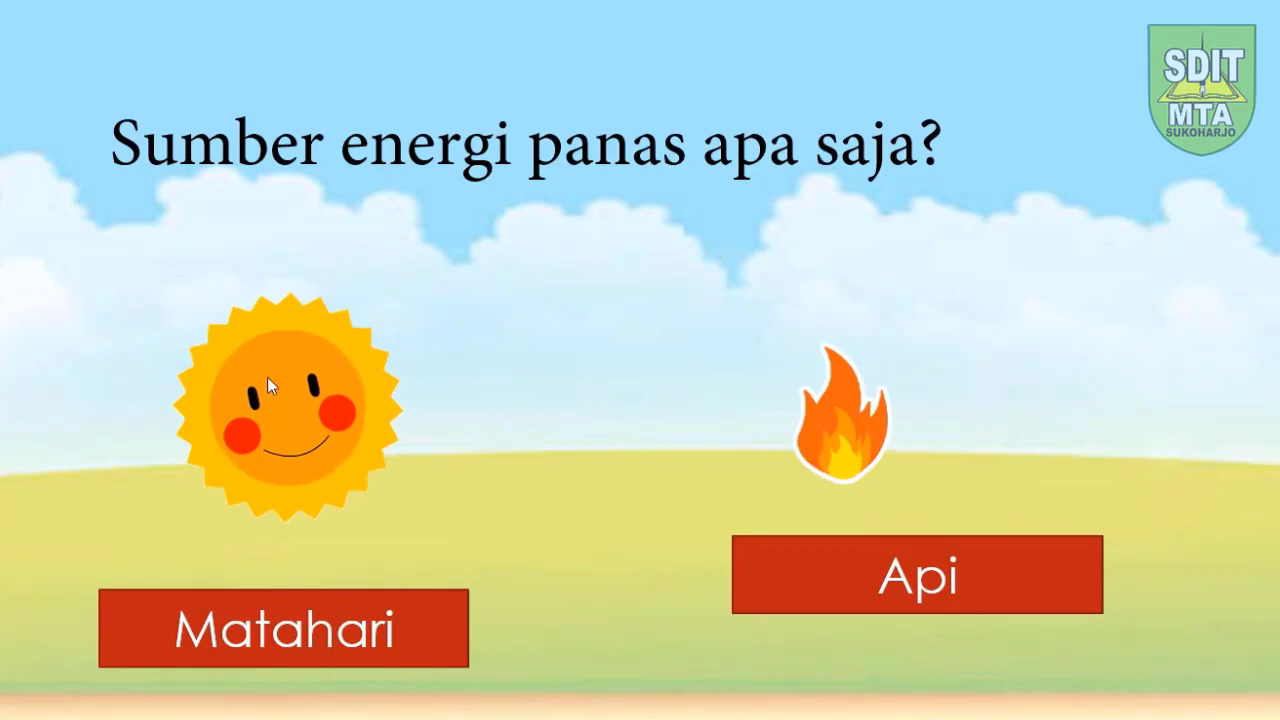 SDIT
MTA
SUKOHARJO
Sumber energi panas apa saja?
Api
Matahari